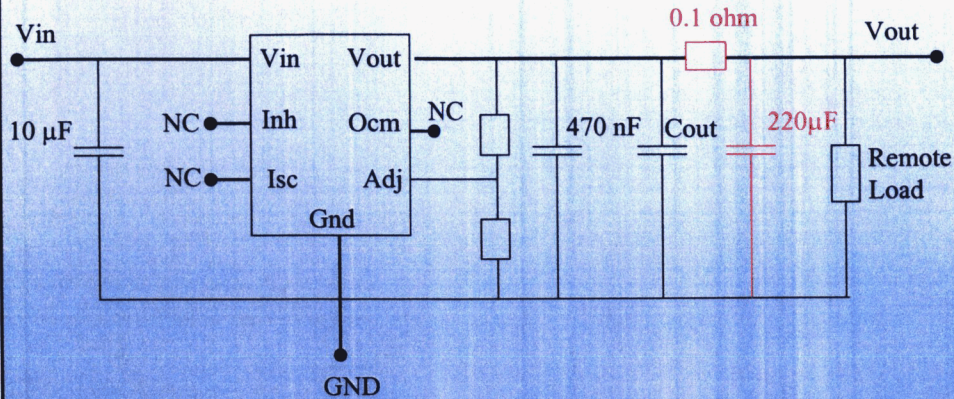 0.1 ohm
Vin
Vout
Vin
Vout
10 µF
NC
Inh
Ocm
NC
470 nF
Cout
220µF
NC
Isc
Adj
Remote
Load
Gnd
GND